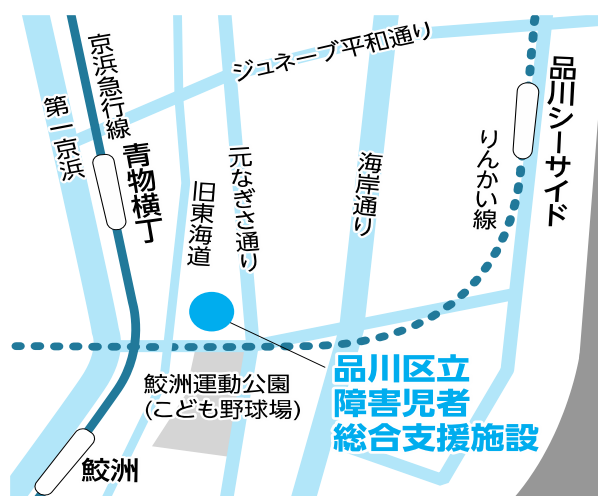 ジュネーブ平和通り
京浜急行線
第一京浜
青物横丁
旧東海道
元なぎさ通り
海岸通り
りんかい線
品川シーサイド
鮫洲運動公園
(こども野球場)
品川区立
障害児者
総合支援施設
鮫洲